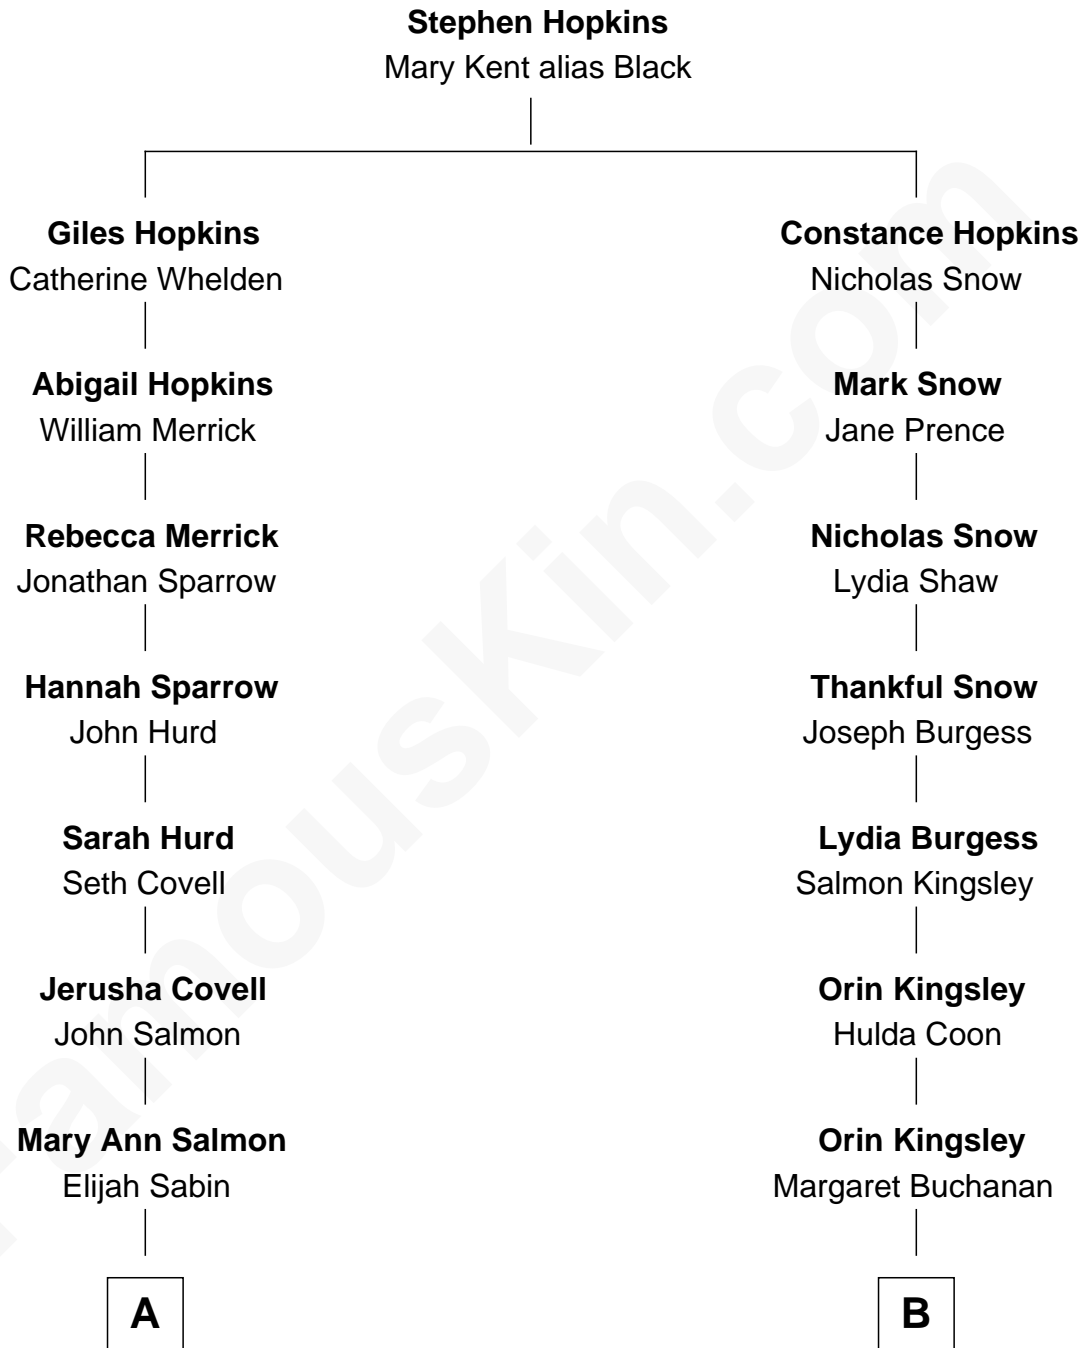 Stephen Hopkins
Mary Kent alias Black
Giles Hopkins
Catherine Whelden
Constance Hopkins
Nicholas Snow
Abigail Hopkins
William Merrick
Mark Snow
Jane Prence
Rebecca Merrick
Jonathan Sparrow
Nicholas Snow
Lydia Shaw
Hannah Sparrow
John Hurd
Thankful Snow
Joseph Burgess
Sarah Hurd
Seth Covell
Lydia Burgess
Salmon Kingsley
Jerusha Covell
John Salmon
Orin Kingsley
Hulda Coon
Mary Ann Salmon
Elijah Sabin
Orin Kingsley
Margaret Buchanan
A
B
FamousKin.com